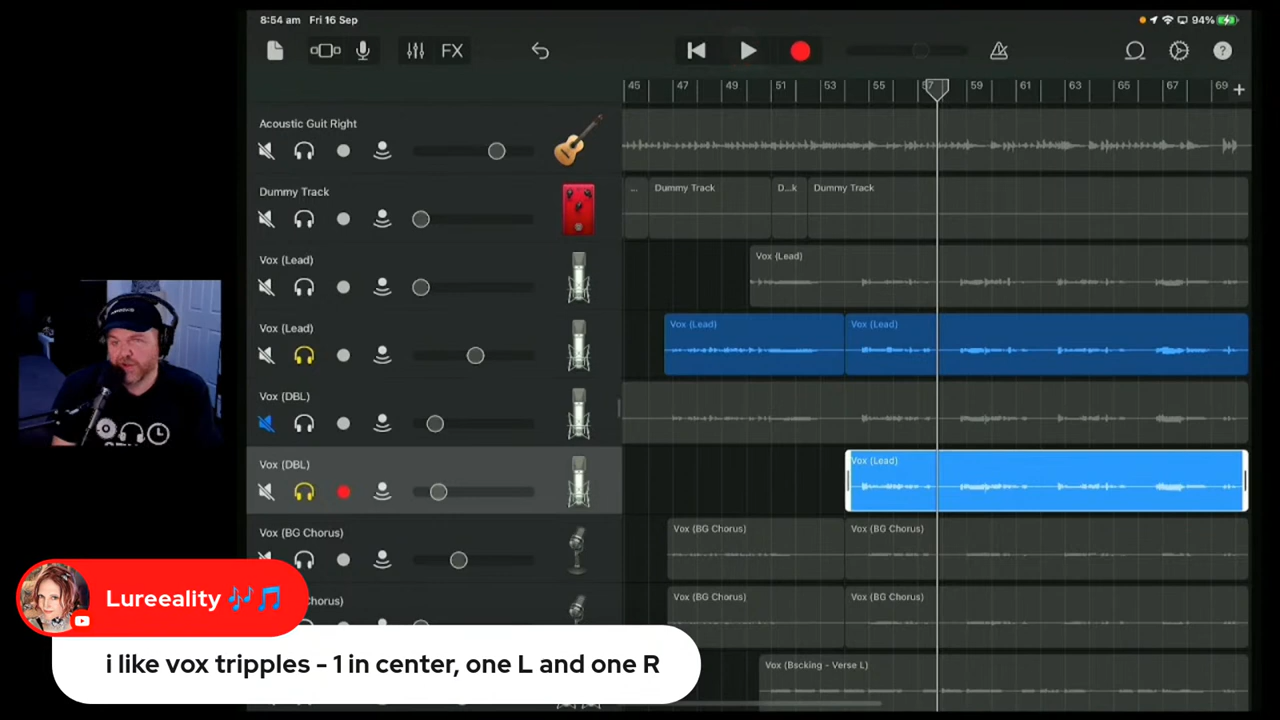 8:54 am Fri 16 Sep
94%
FX
45 47 49 51 53 55 57 59 61 63 65 67 69
Acoustic Guit Right
Dummy Track
... Dummy Track D...k Dummy Track
Vox (Lead)
Vox (Lead)
Vox (Lead)
Vox (Lead) Vox (Lead)
Vox (DBL)
Vox (DBL)
Vox (Lead)
Vox (BG Chorus)
Vox (BG Chorus) Vox (BG Chorus)
Chorus)
Vox (BG Chorus) Vox (BG Chorus)
Vox (Bscking - Verse L)
Lureeality 🎶🎵
i like vox tripples - 1 in center, one L and one R